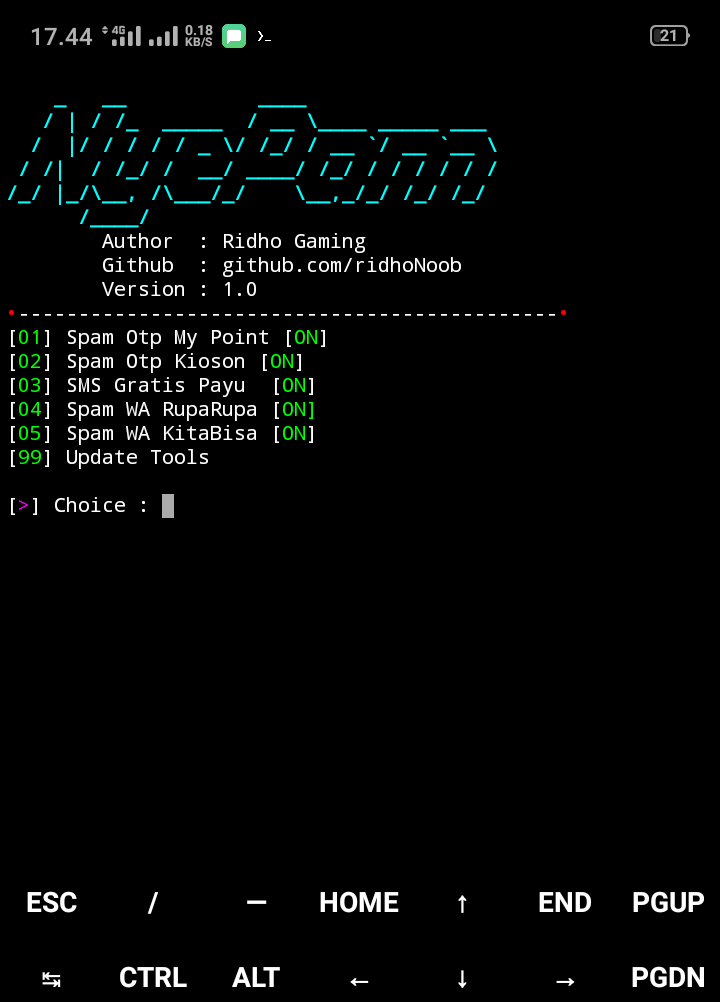 17.44 4G 0.18 KB/S 21
NyePam
Author : Ridho Gaming
Github : github.com/ridhoNoob
Version : 1.0
[01] Spam Otp My Point [ON]
[02] Spam Otp Kioson [ON]
[03] SMS Gratis Payu [ON]
[04] Spam WA RupaRupa [ON]
[05] Spam WA KitaBisa [ON]
[99] Update Tools
[>] Choice :
ESC / — HOME ↑ END PGUP
↹ CTRL ALT ← ↓ → PGDN